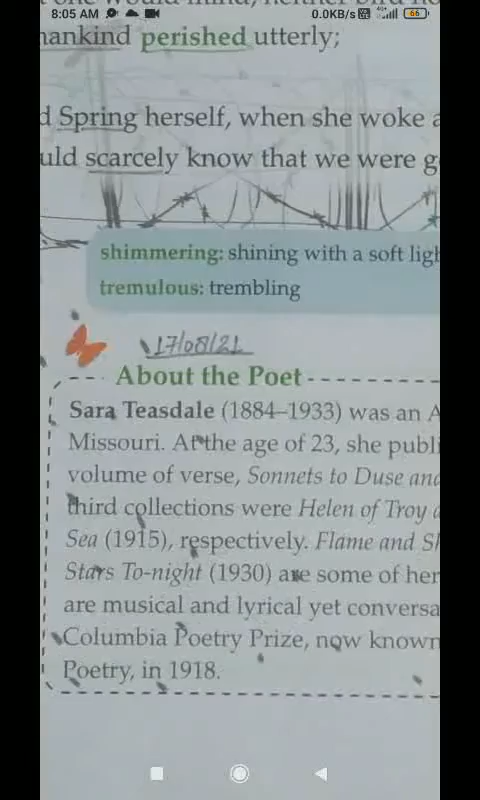 8:05 AM 0.0KB/s 4G 66
mankind perished utterly;
d Spring herself, when she woke a
uld scarcely know that we were g
shimmering: shining with a soft ligh
tremulous: trembling
17/08/21
About the Poet
Sara Teasdale (1884–1933) was an A
Missouri. At the age of 23, she publi
volume of verse, Sonnets to Duse and
third collections were Helen of Troy a
Sea (1915), respectively. Flame and Sh
Stars To-night (1930) are some of her
are musical and lyrical yet conversa
Columbia Poetry Prize, now known
Poetry, in 1918.